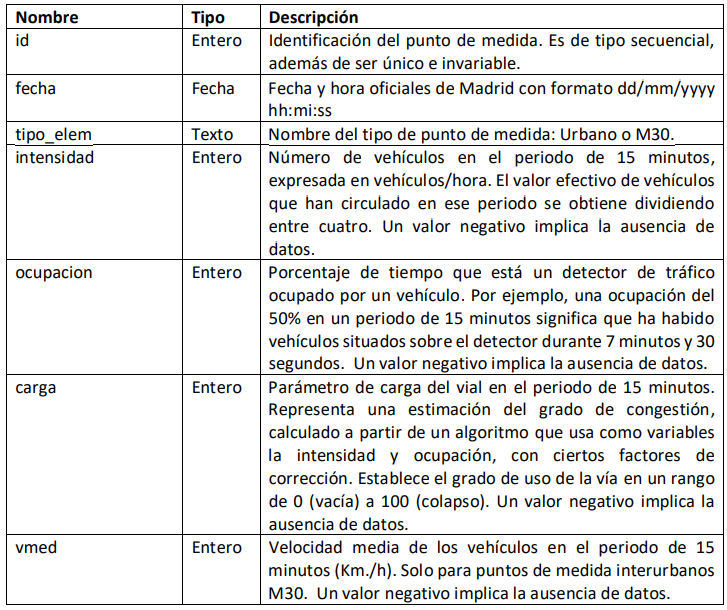 Nombre Tipo Descripción
id Entero Identificación del punto de medida. Es de tipo secuencial,
además de ser único e invariable.
fecha Fecha Fecha y hora oficiales de Madrid con formato dd/mm/yyyy
hh:mi:ss
tipo_elem Texto Nombre del tipo de punto de medida: Urbano o M30.
intensidad Entero Número de vehículos en el periodo de 15 minutos,
expresada en vehículos/hora. El valor efectivo de vehículos
que han circulado en ese periodo se obtiene dividiendo
entre cuatro. Un valor negativo implica la ausencia de
datos.
ocupacion Entero Porcentaje de tiempo que está un detector de tráfico
ocupado por un vehículo. Por ejemplo, una ocupación del
50% en un periodo de 15 minutos significa que ha habido
vehículos situados sobre el detector durante 7 minutos y 30
segundos. Un valor negativo implica la ausencia de datos.
carga Entero Parámetro de carga del vial en el periodo de 15 minutos.
Representa una estimación del grado de congestión,
calculado a partir de un algoritmo que usa como variables
la intensidad y ocupación, con ciertos factores de
corrección. Establece el grado de uso de la vía en un rango
de 0 (vacía) a 100 (colapso). Un valor negativo implica la
ausencia de datos.
vmed Entero Velocidad media de los vehículos en el periodo de 15
minutos (Km./h). Solo para puntos de medida interurbanos
M30. Un valor negativo implica la ausencia de datos.